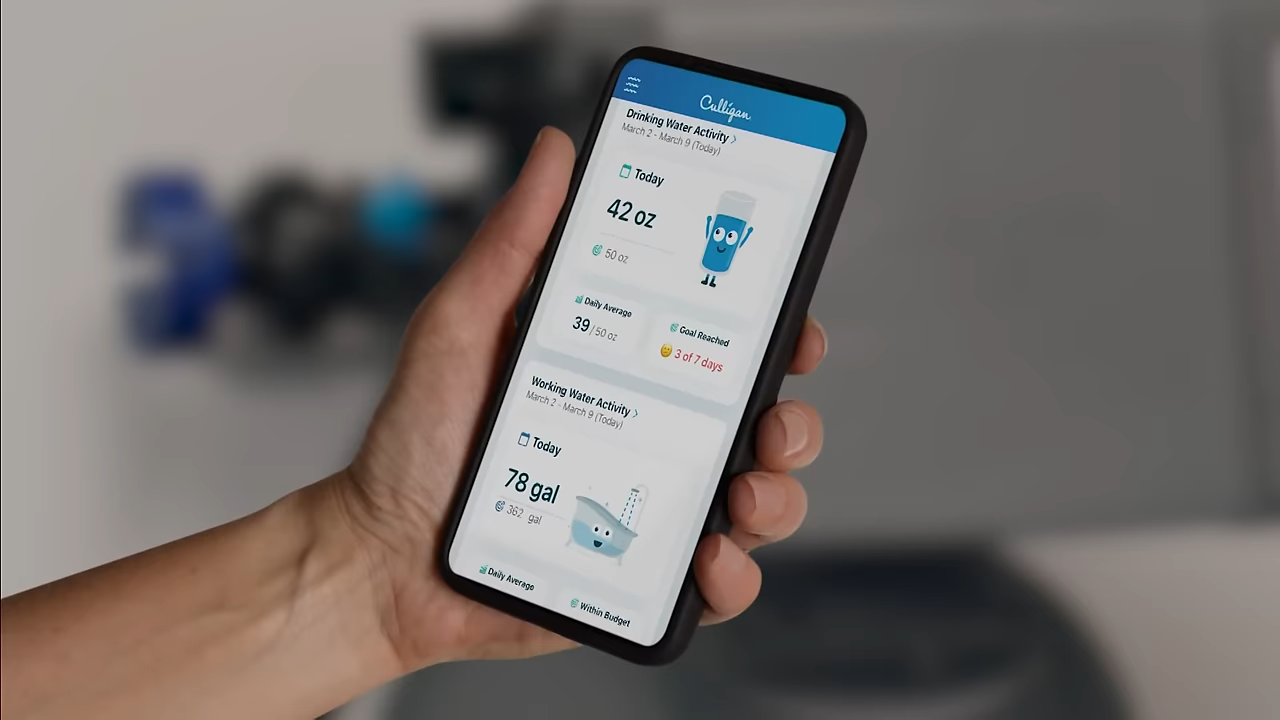 Culligan
Drinking Water Activity >
March 2 - March 9 (Today)
Today
42 oz
50 oz
Daily Average
39 / 50 oz
Goal Reached
3 of 7 days
Working Water Activity >
March 2 - March 9 (Today)
Today
78 gal
362 gal
Daily Average
Within Budget